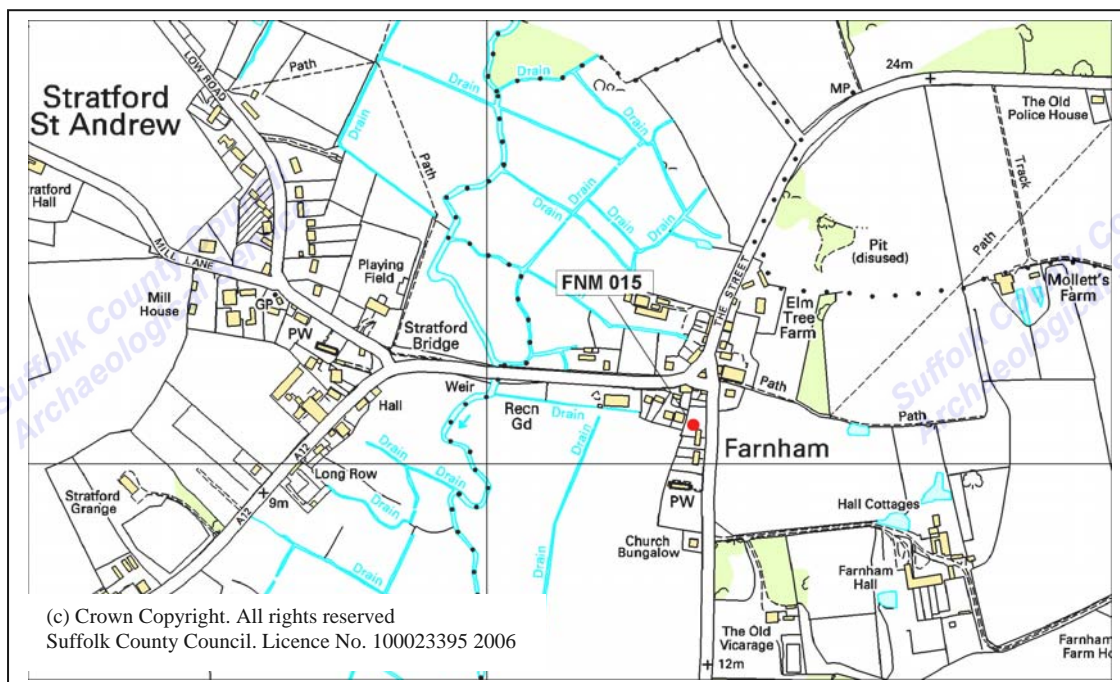 Stratford
St Andrew
LOW ROAD
Path
Drain
Drain
Drain
Drain
Drain
Path
24m
MP
The Old
Police House
Track
Path
Pit
(disused)
Mollett's
Farm
ratford
Hall
MILL LANE
Mill
House
GP
PW
Playing
Field
Stratford
Bridge
Drain
Drain
Drain
Drain
FNM 015
THE STREET
Elm
Tree
Farm
Path
Path
Weir
Hall
Recn
Gd
Drain
Farnham
A12
Long Row
Drain
Drain
Drain
Drain
Stratford
Grange
9m
A12
Drain
PW
Church
Bungalow
Hall Cottages
Farnham
Hall
The Old
Vicarage
12m
Farnham
Farm Ho
(c) Crown Copyright. All rights reserved
Suffolk County Council. Licence No. 100023395 2006
Suffolk County Council
Archaeological Service
Suffolk County Co
Archaeological